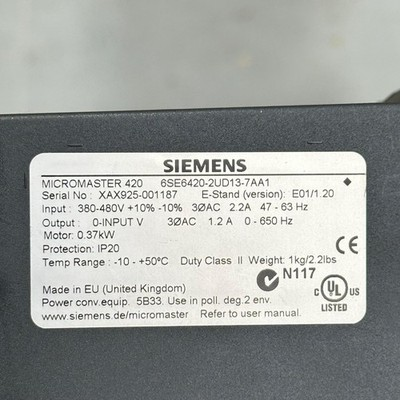 SIEMENS
MICROMASTER 420 6SE6420-2UD13-7AA1
Serial No : XAX925-001187 E-Stand (version): E01/1.20
Input : 380-480V +10% -10% 3ØAC 2.2A 47 - 63 Hz
Output : 0-INPUT V 3ØAC 1.2 A 0 - 650 Hz
Motor: 0.37kW
Protection: IP20
Temp Range : -10 - +50°C Duty Class II Weight: 1kg/2.2lbs
CE
N117
Made in EU (United Kingdom)
Power conv.equip. 5B33. Use in poll. deg.2 env.
www.siemens.de/micromaster Refer to user manual.
C UL US
LISTED